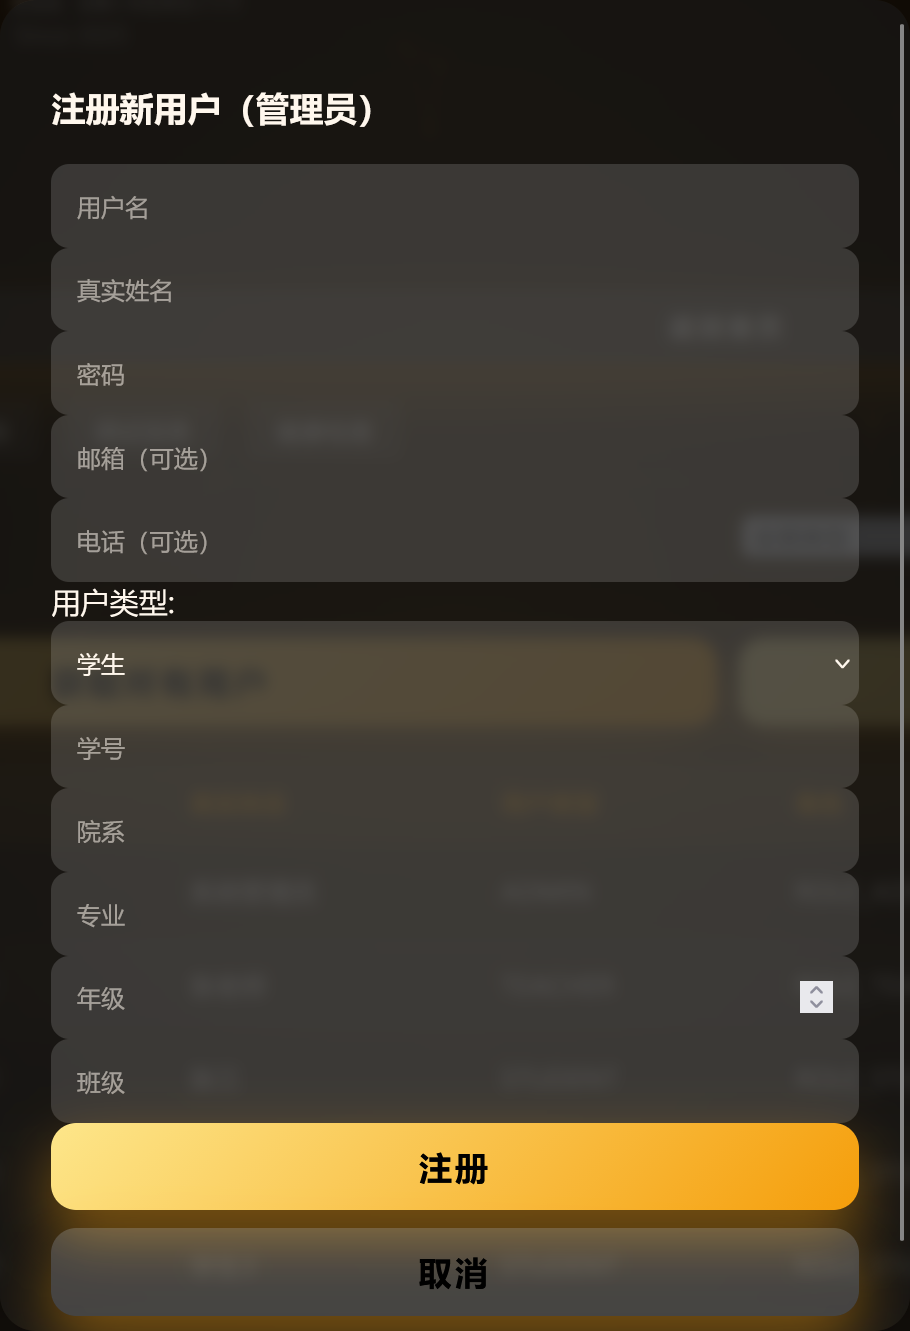 注册新用户（管理员）
用户名
真实姓名
密码
邮箱（可选）
电话（可选）
用户类型:
学生
学号
院系
专业
年级
班级
注册
取消